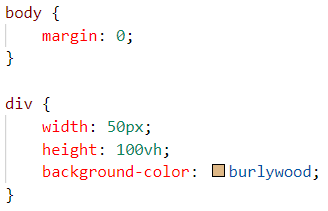 body {
    margin: 0;
}

div {
    width: 50px;
    height: 100vh;
    background-color: burlywood;
}